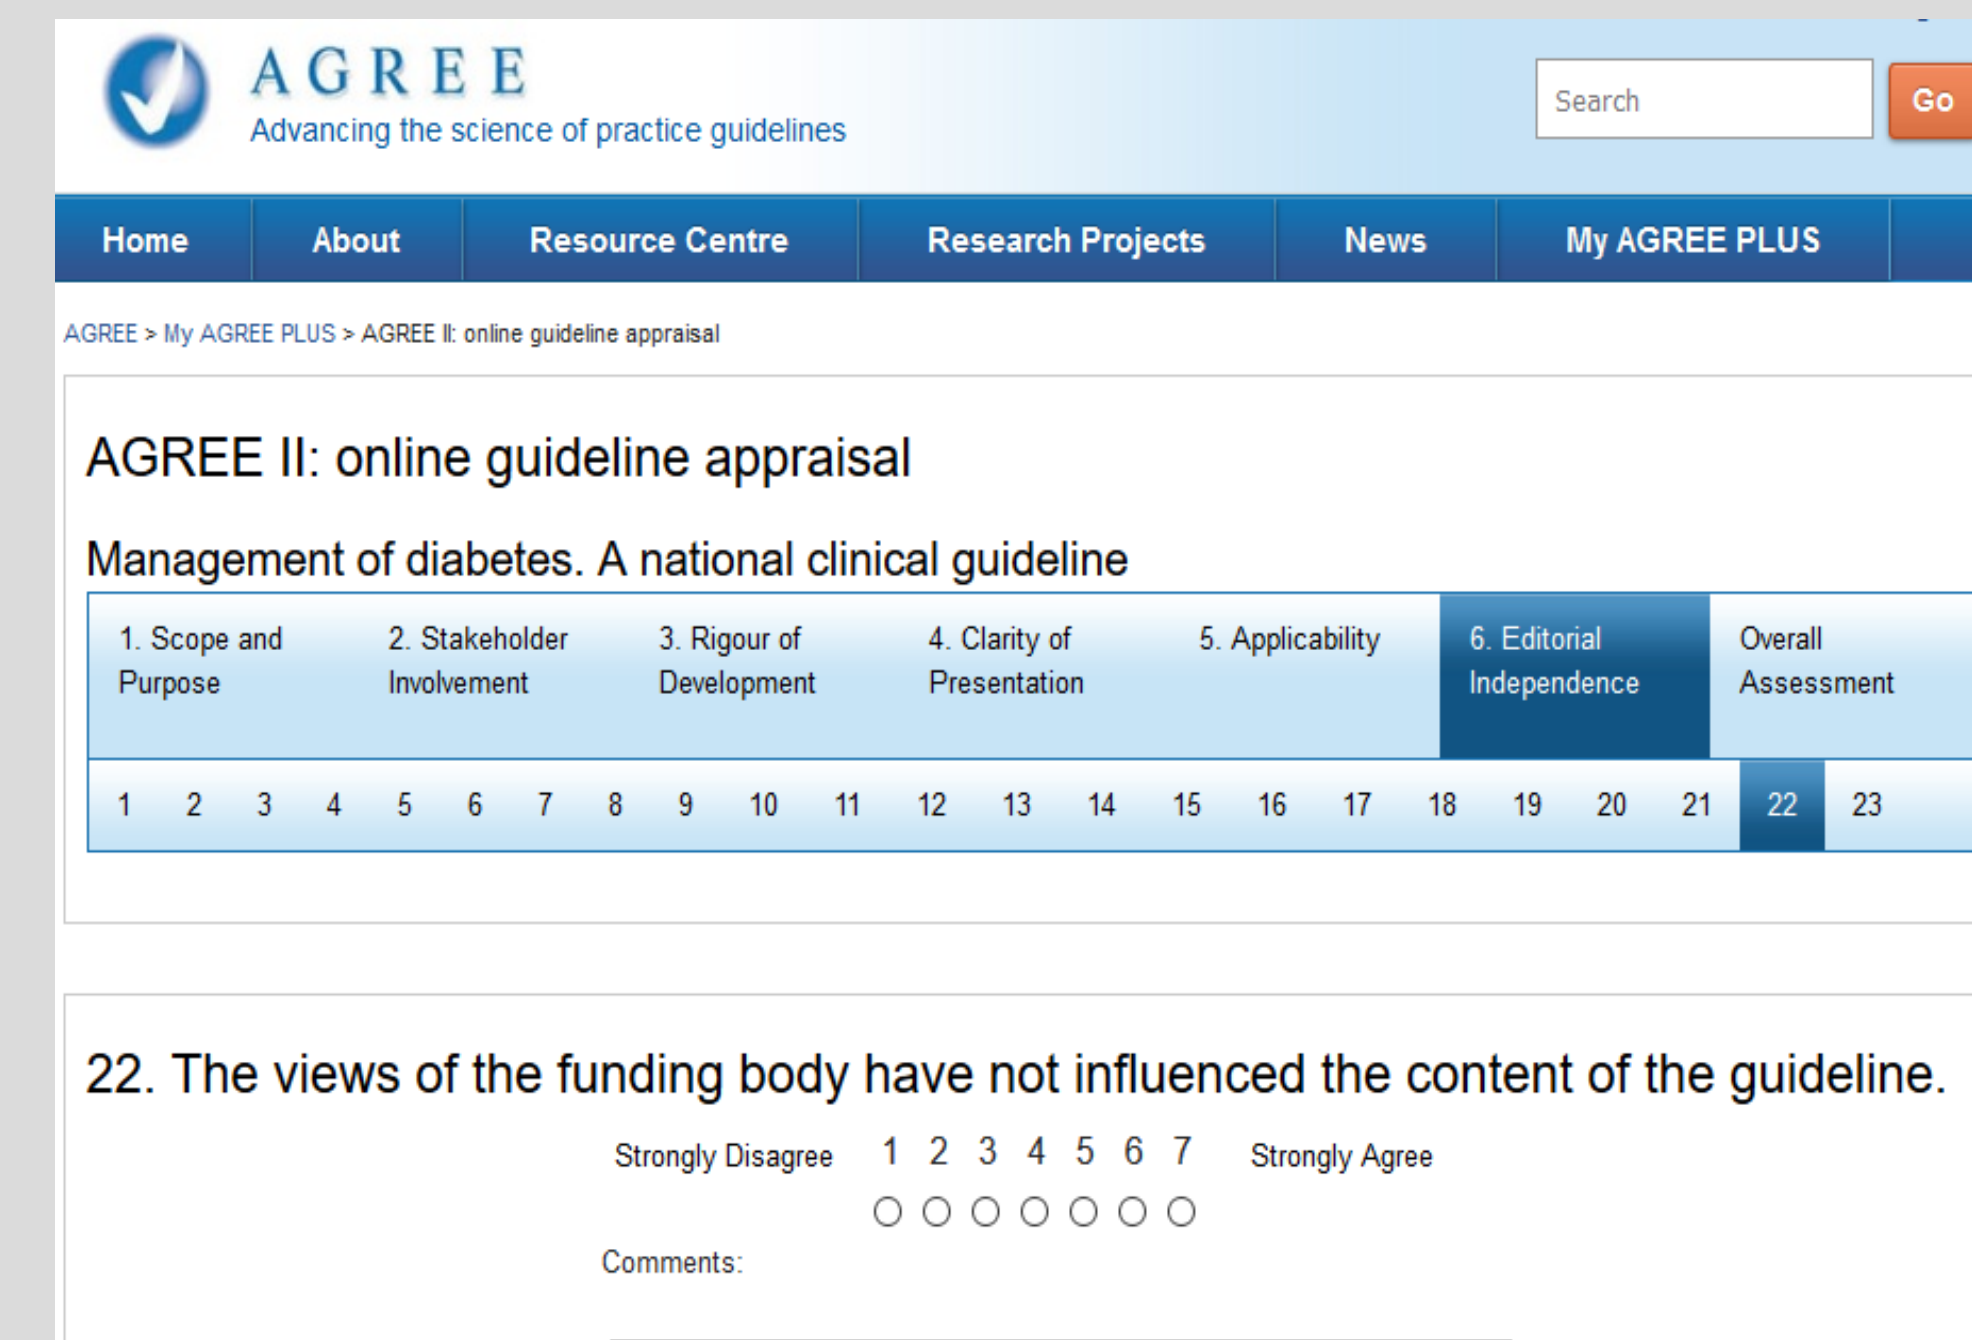 AGREE
Advancing the science of practice guidelines
Search
Go
Home About Resource Centre Research Projects News My AGREE PLUS
AGREE > My AGREE PLUS > AGREE II: online guideline appraisal
AGREE II: online guideline appraisal
Management of diabetes. A national clinical guideline
1. Scope and Purpose
2. Stakeholder Involvement
3. Rigour of Development
4. Clarity of Presentation
5. Applicability
6. Editorial Independence
Overall Assessment
1 2 3 4 5 6 7 8 9 10 11 12 13 14 15 16 17 18 19 20 21 22 23
22. The views of the funding body have not influenced the content of the guideline.
Strongly Disagree 1 2 3 4 5 6 7 Strongly Agree
Comments: